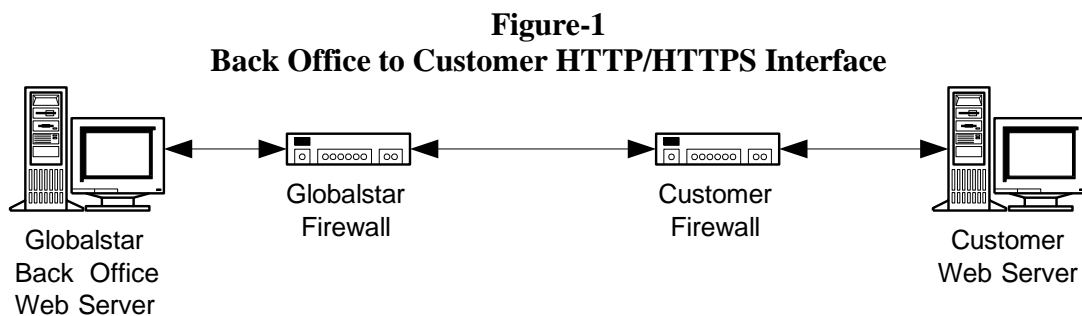 Figure-1
Back Office to Customer HTTP/HTTPS Interface
Globalstar
Back Office
Web Server
Globalstar
Firewall
Customer
Firewall
Customer
Web Server